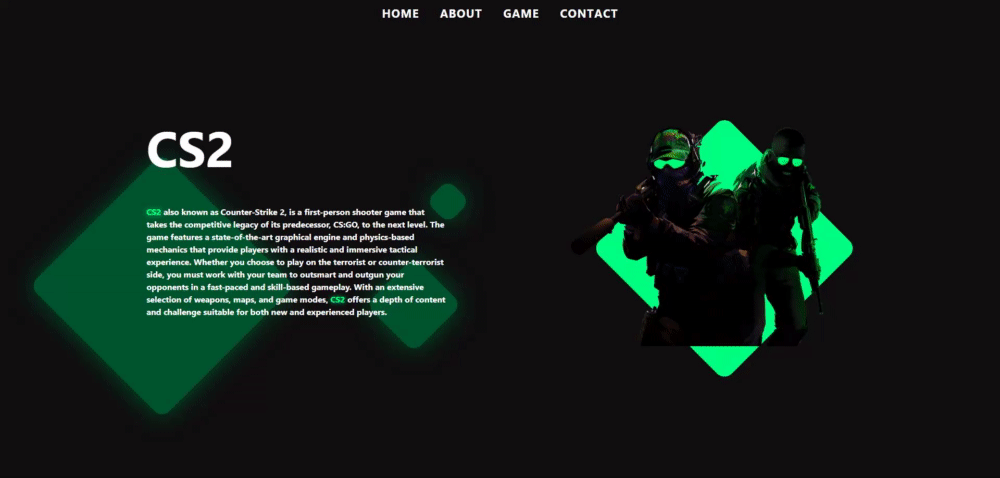 HOME ABOUT GAME CONTACT
CS2
CS2 also known as Counter-Strike 2, is a first-person shooter game that
takes the competitive legacy of its predecessor, CS:GO, to the next level. The
game features a state-of-the-art graphical engine and physics-based
mechanics that provide players with a realistic and immersive tactical
experience. Whether you choose to play on the terrorist or counter-terrorist
side, you must work with your team to outsmart and outgun your
opponents in a fast-paced and skill-based gameplay. With an extensive
selection of weapons, maps, and game modes, CS2 offers a depth of content
and challenge suitable for both new and experienced players.